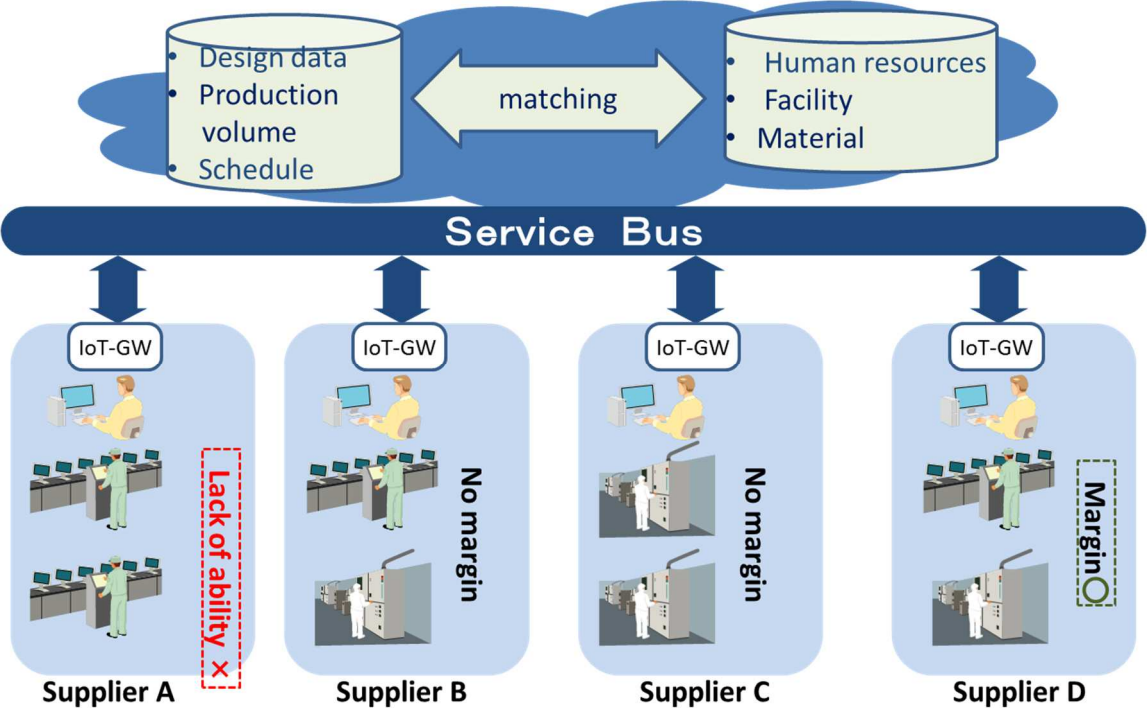 • Design data
• Production
volume
• Schedule
matching
• Human resources
• Facility
• Material
Service Bus
IoT-GW
IoT-GW
IoT-GW
IoT-GW
Lack of ability ×
No margin
No margin
Margin○
Supplier A
Supplier B
Supplier C
Supplier D